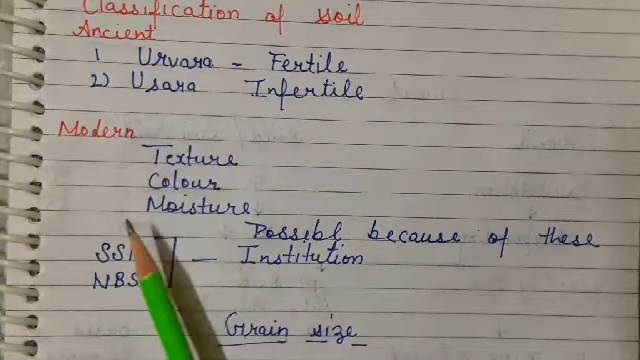 Classification of soil
Ancient
1 Urvara - Fertile
2) Usara Infertile
Modern
Texture
Colour
Moisture.
Possibl because of these
- Institution
Grain size